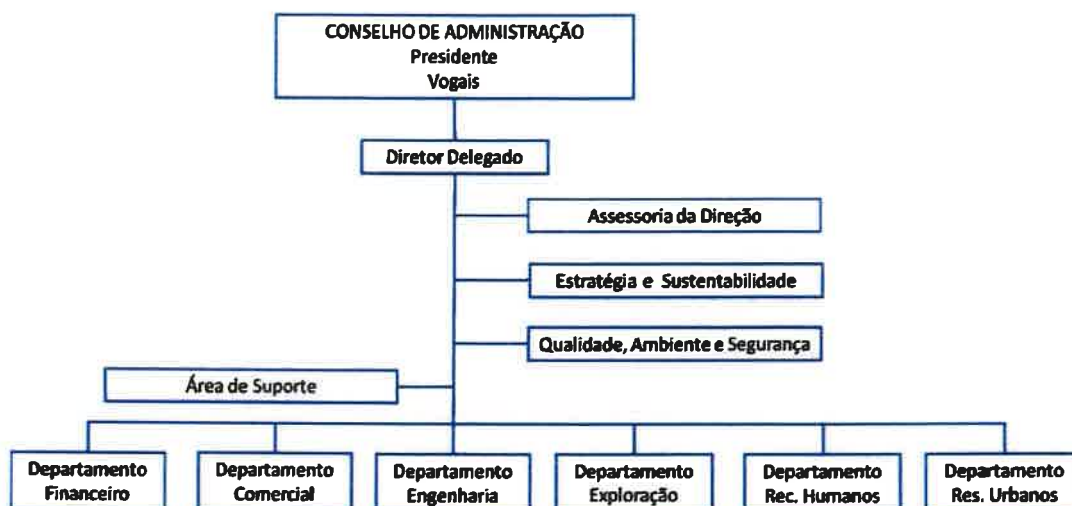 CONSELHO DE ADMINISTRAÇÃO
Presidente
Vogais
Diretor Delegado
Assessoria da Direção
Estratégia e Sustentabilidade
Qualidade, Ambiente e Segurança
Área de Suporte
Departamento
Financeiro
Departamento
Comercial
Departamento
Engenharia
Departamento
Exploração
Departamento
Rec. Humanos
Departamento
Res. Urbanos